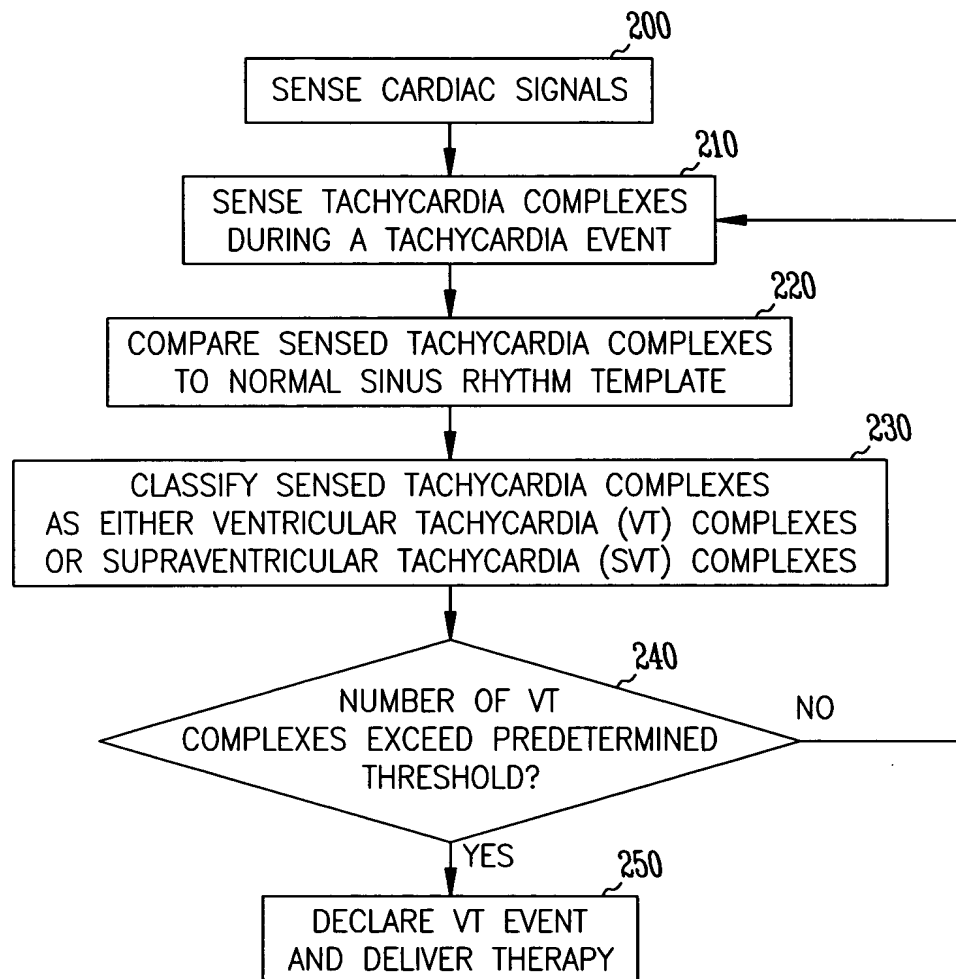 200
SENSE CARDIAC SIGNALS
210
SENSE TACHYCARDIA COMPLEXES
DURING A TACHYCARDIA EVENT
220
COMPARE SENSED TACHYCARDIA COMPLEXES
TO NORMAL SINUS RHYTHM TEMPLATE
230
CLASSIFY SENSED TACHYCARDIA COMPLEXES
AS EITHER VENTRICULAR TACHYCARDIA (VT) COMPLEXES
OR SUPRAVENTRICULAR TACHYCARDIA (SVT) COMPLEXES
240
NUMBER OF VT
COMPLEXES EXCEED PREDETERMINED
THRESHOLD?
NO
YES
250
DECLARE VT EVENT
AND DELIVER THERAPY